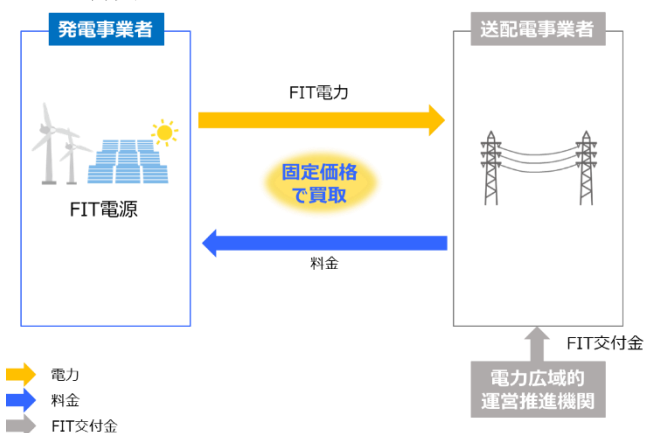 発電事業者
送配電事業者
FIT電力
固定価格
で買取
FIT電源
料金
FIT交付金
電力広域的
運営推進機関
電力
料金
FIT交付金